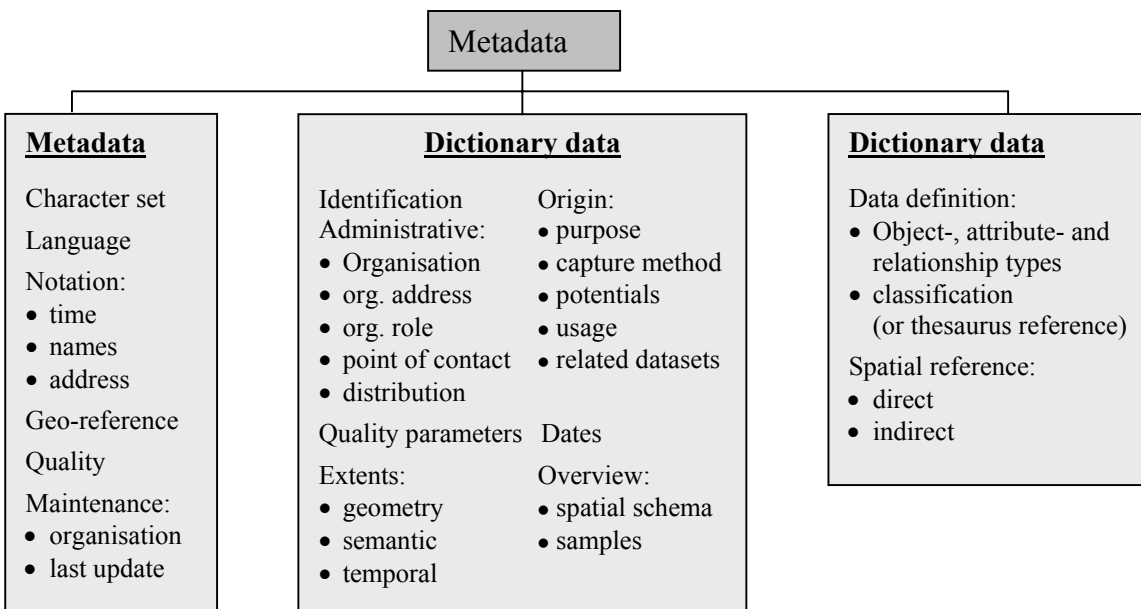 Metadata
Metadata
Character set
Language
Notation:
• time
• names
• address
Geo-reference
Quality
Maintenance:
• organisation
• last update
Dictionary data
Identification
Administrative:
• Organisation
• org. address
• org. role
• point of contact
• distribution
Quality parameters
Extents:
• geometry
• semantic
• temporal
Origin:
• purpose
• capture method
• potentials
• usage
• related datasets
Dates
Overview:
• spatial schema
• samples
Dictionary data
Data definition:
• Object-, attribute- and
relationship types
• classification
(or thesaurus reference)
Spatial reference:
• direct
• indirect